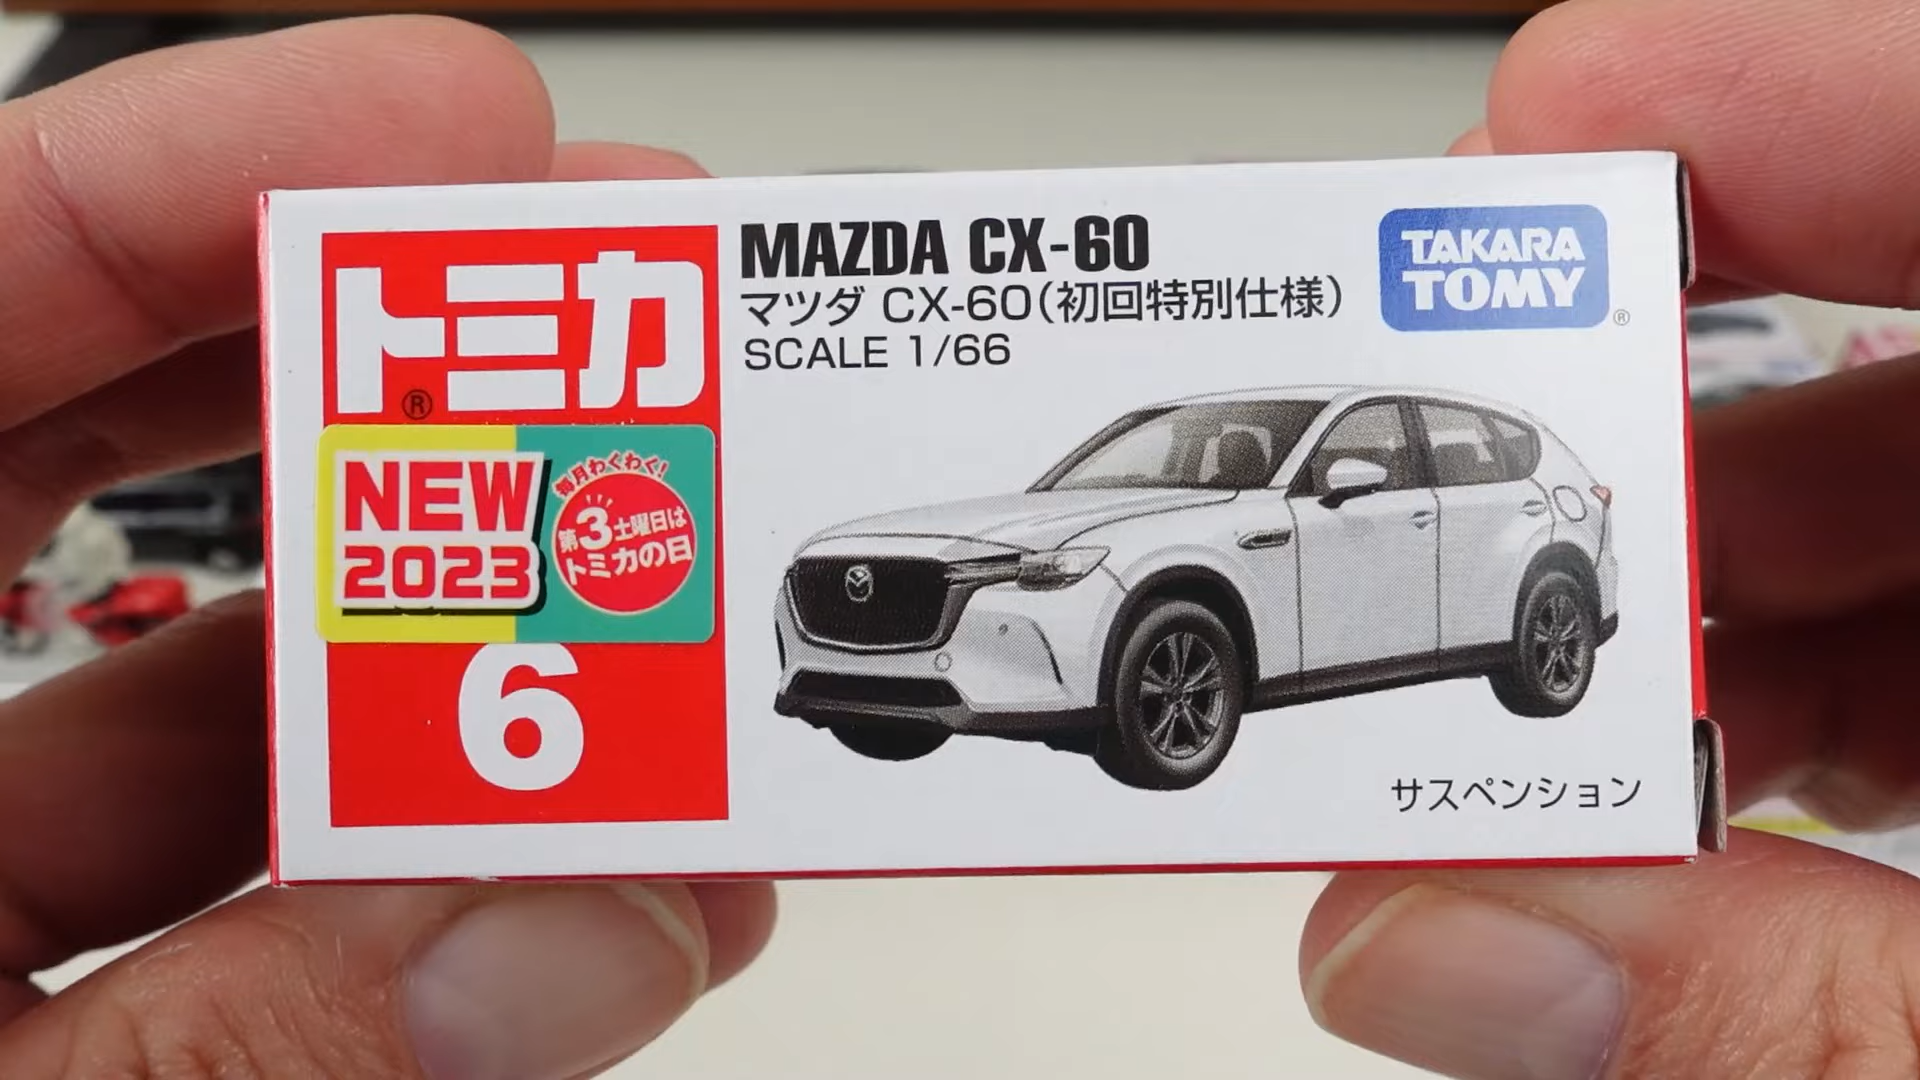 トミカ
®
NEW
2023
毎月わくわく!
第3土曜日は
トミカの日
6
MAZDA CX-60
マツダ CX-60(初回特別仕様)
SCALE 1/66
TAKARA
TOMY
®
サスペンション